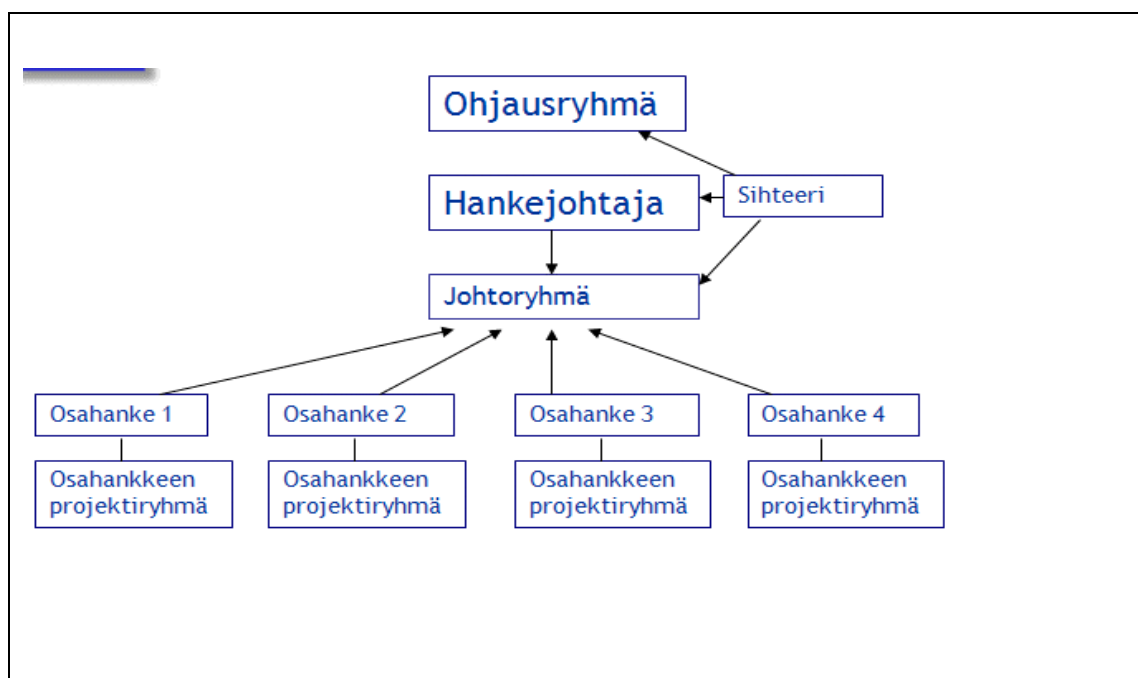 Ohjausryhmä
Hankejohtaja
Sihteeri
Johtoryhmä
Osahanke 1
Osahanke 2
Osahanke 3
Osahanke 4
Osahankkeen
projektiryhmä
Osahankkeen
projektiryhmä
Osahankkeen
projektiryhmä
Osahankkeen
projektiryhmä